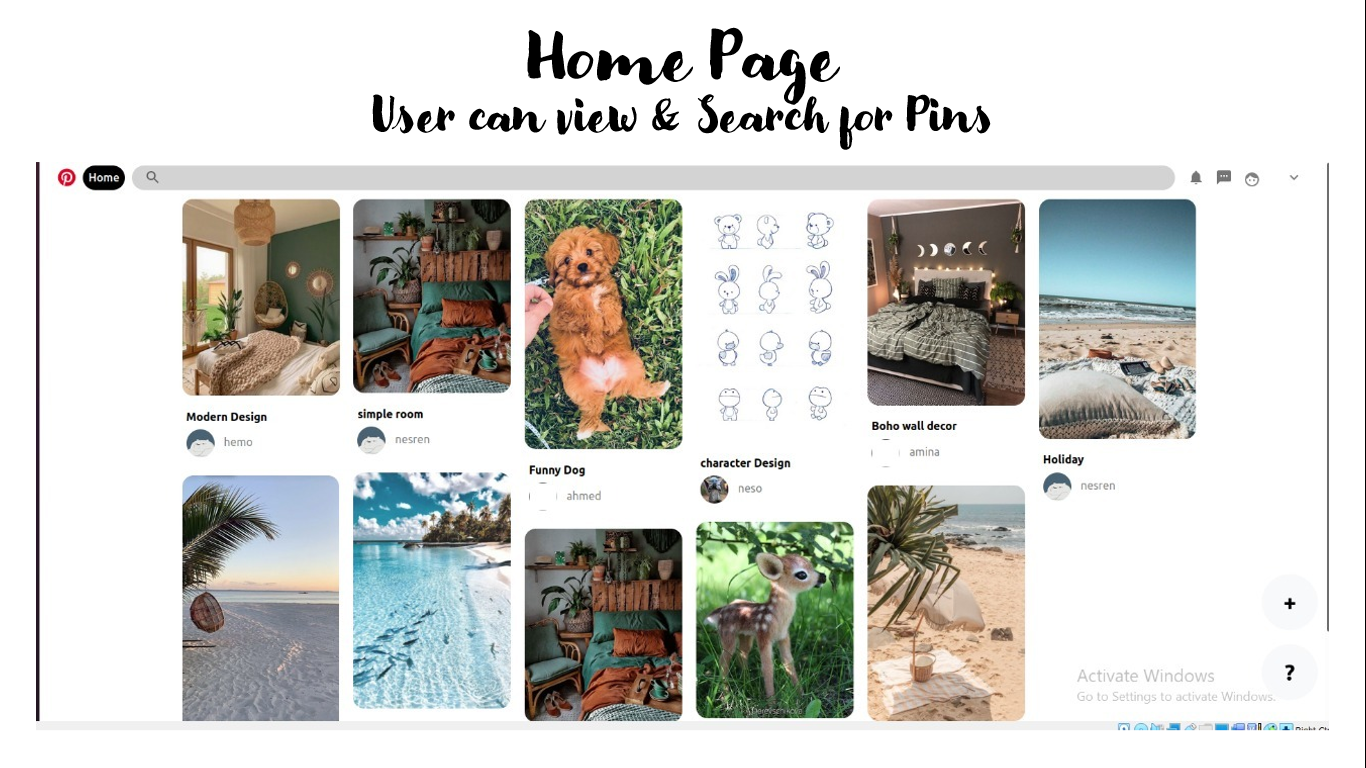 Home Page
User can view & Search for Pins
Home
Modern Design
hemo
simple room
nesren
Funny Dog
ahmed
character Design
neso
Boho wall decor
amina
Holiday
nesren
+
?
Activate Windows
Go to Settings to activate Windows.